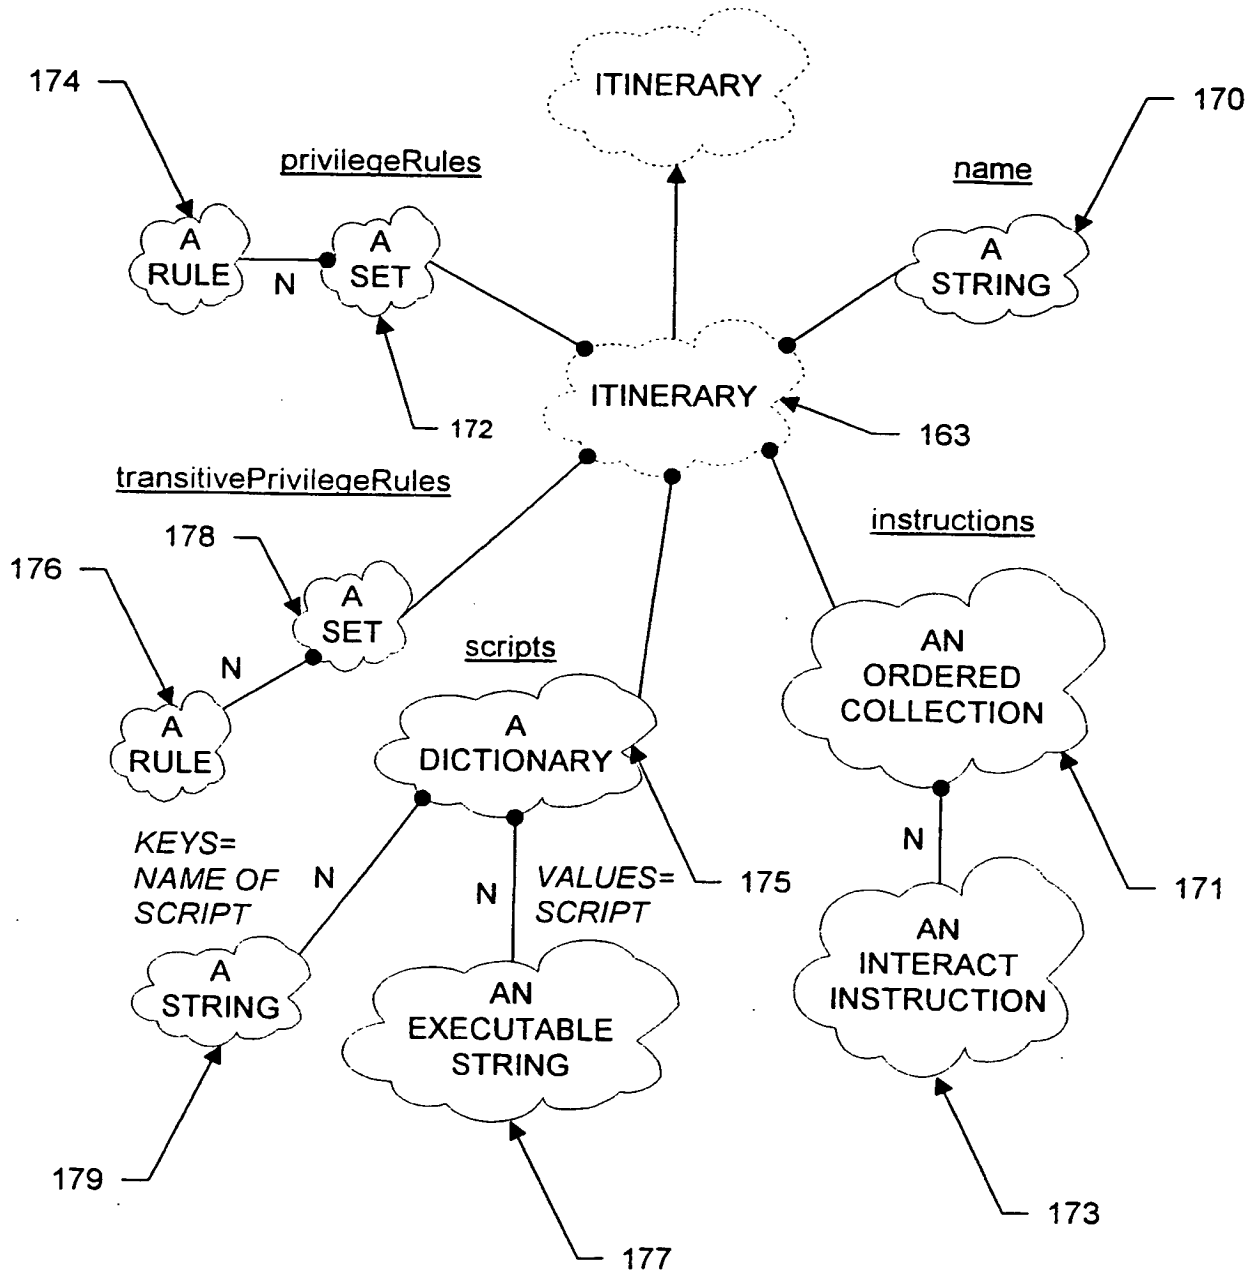 ITINERARY
174
170
privilegeRules
name
A
RULE
N
A
SET
A
STRING
ITINERARY
172
163
transitivePrivilegeRules
178
instructions
176
A
SET
N
scripts
AN
ORDERED
COLLECTION
A
RULE
A
DICTIONARY
KEYS=
NAME OF
SCRIPT
N
N
VALUES=
SCRIPT
175
N
171
A
STRING
AN
EXECUTABLE
STRING
AN
INTERACT
INSTRUCTION
179
177
173